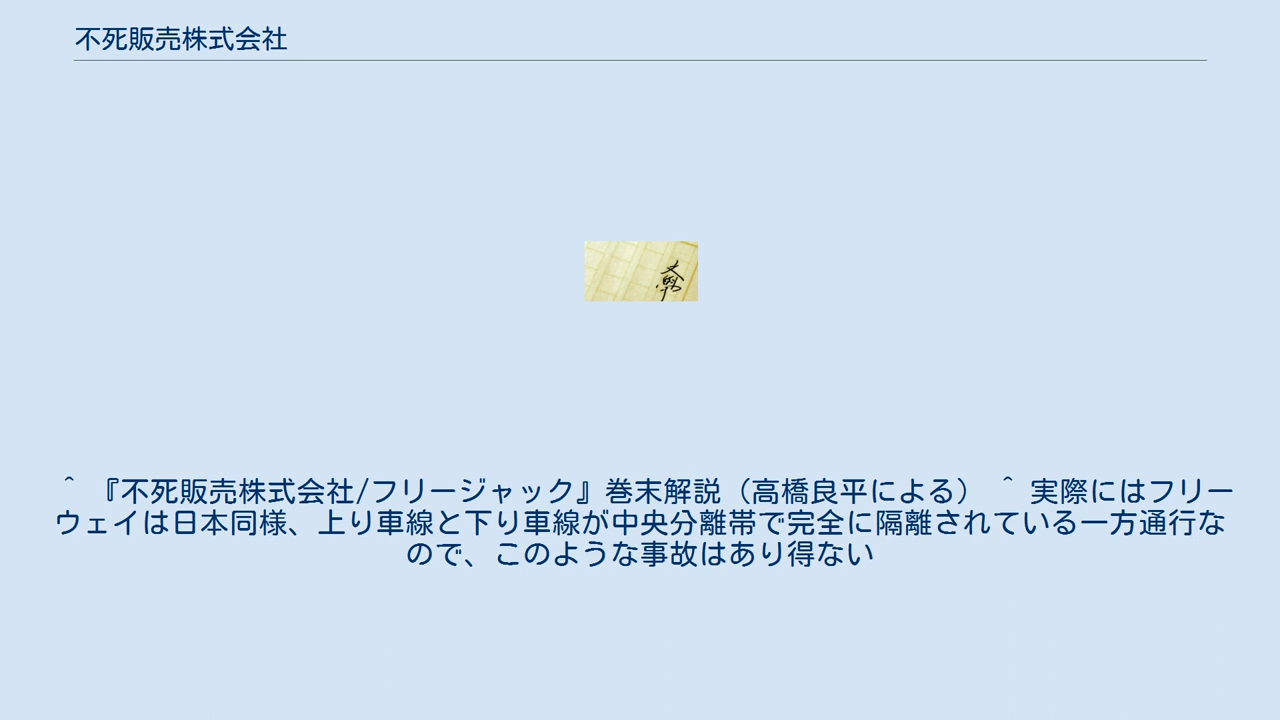 不死販売株式会社
^ 『不死販売株式会社/フリージャック』巻末解説（高橋良平による） ^ 実際にはフリー
ウェイは日本同様、上り車線と下り車線が中央分離帯で完全に隔離されている一方通行な
ので、このような事故はあり得ない